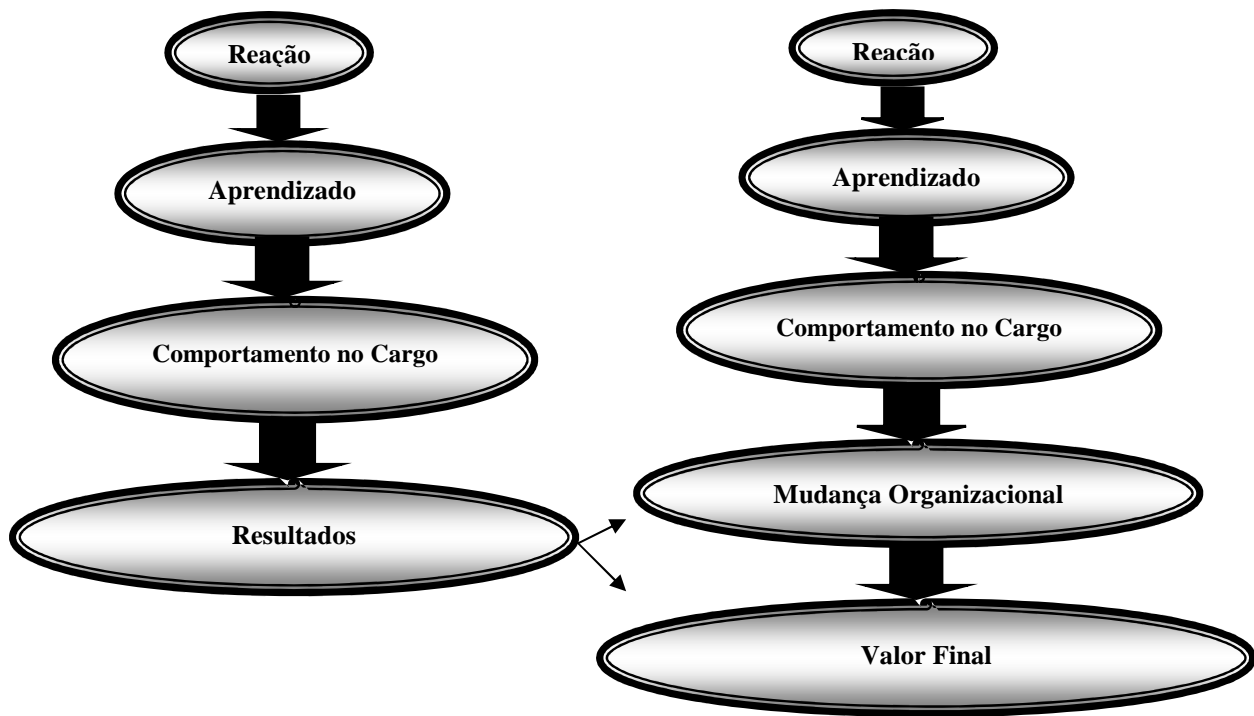 Reação
Aprendizado
Comportamento no Cargo
Resultados
Reação
Aprendizado
Comportamento no Cargo
Mudança Organizacional
Valor Final